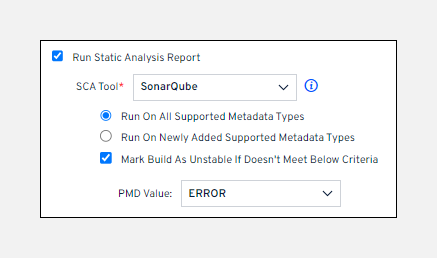 Run Static Analysis Report
SCA Tool* SonarQube
Run On All Supported Metadata Types
Run On Newly Added Supported Metadata Types
Mark Build As Unstable If Doesn't Meet Below Criteria
PMD Value: ERROR